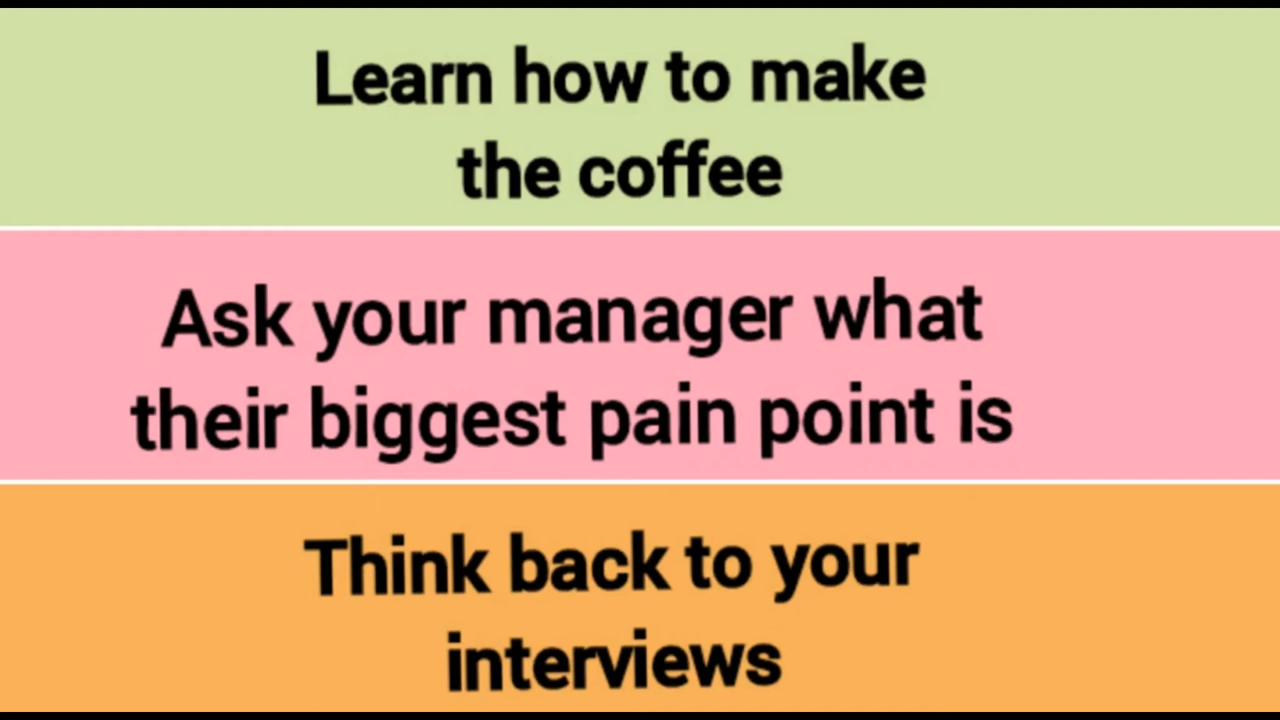 Learn how to make
the coffee
Ask your manager what
their biggest pain point is
Think back to your
interviews